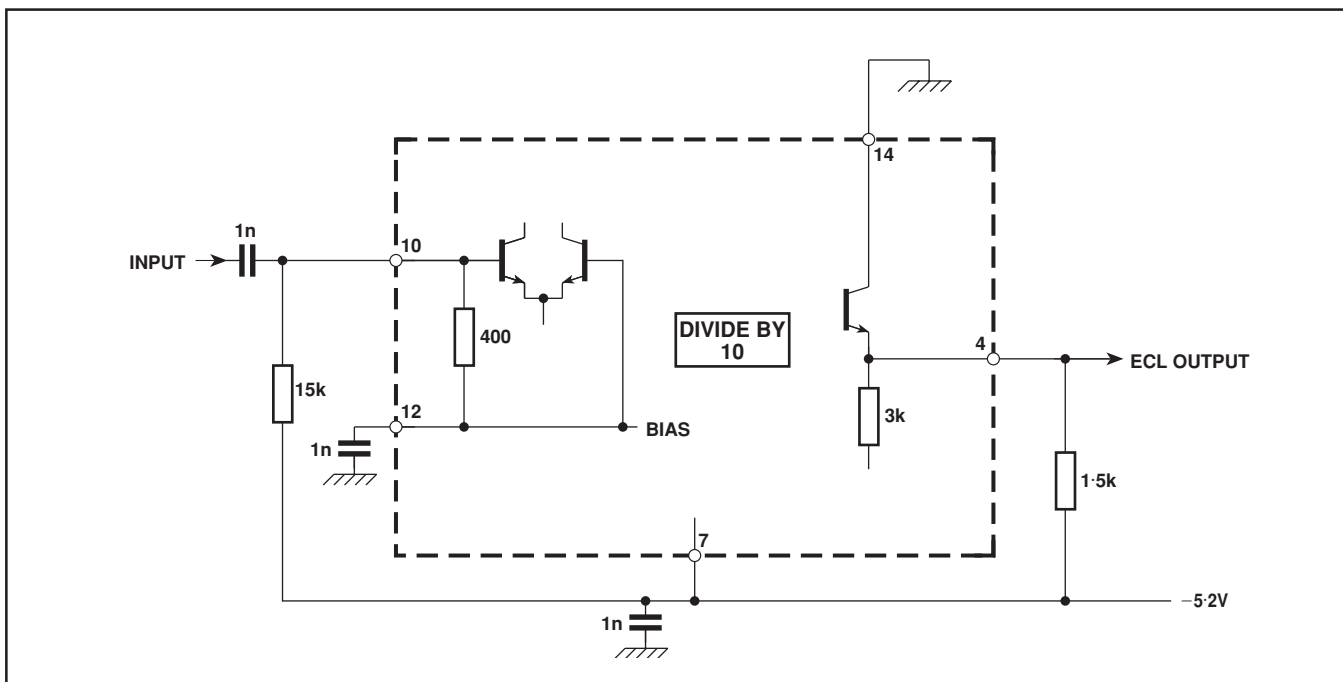 14
1n
10
INPUT
400
DIVIDE BY
10
4
ECL OUTPUT
15k
3k
12
BIAS
1n
1·5k
7
–5·2V
1n